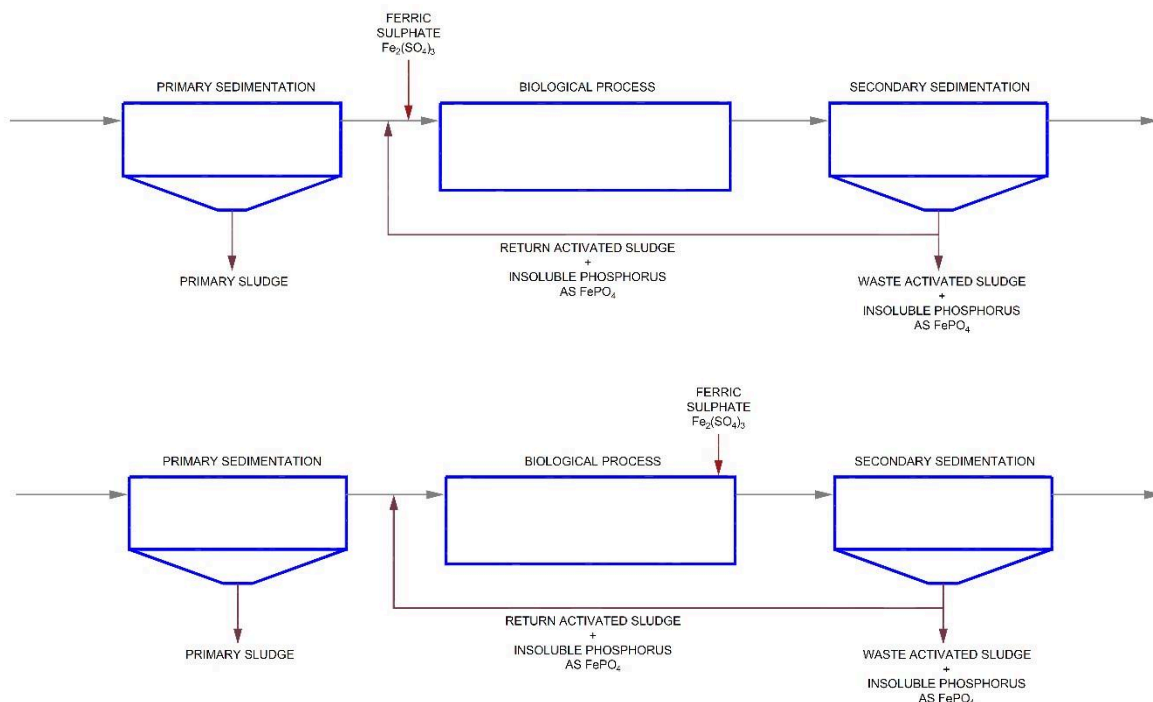 FERRIC
SULPHATE
Fe₂(SO₄)₃
PRIMARY SEDIMENTATION
BIOLOGICAL PROCESS
SECONDARY SEDIMENTATION
RETURN ACTIVATED SLUDGE
+
INSOLUBLE PHOSPHORUS
AS FePO₄
PRIMARY SLUDGE
WASTE ACTIVATED SLUDGE
+
INSOLUBLE PHOSPHORUS
AS FePO₄
FERRIC
SULPHATE
Fe₂(SO₄)₃
PRIMARY SEDIMENTATION
BIOLOGICAL PROCESS
SECONDARY SEDIMENTATION
RETURN ACTIVATED SLUDGE
+
INSOLUBLE PHOSPHORUS
AS FePO₄
PRIMARY SLUDGE
WASTE ACTIVATED SLUDGE
+
INSOLUBLE PHOSPHORUS
AS FePO₄